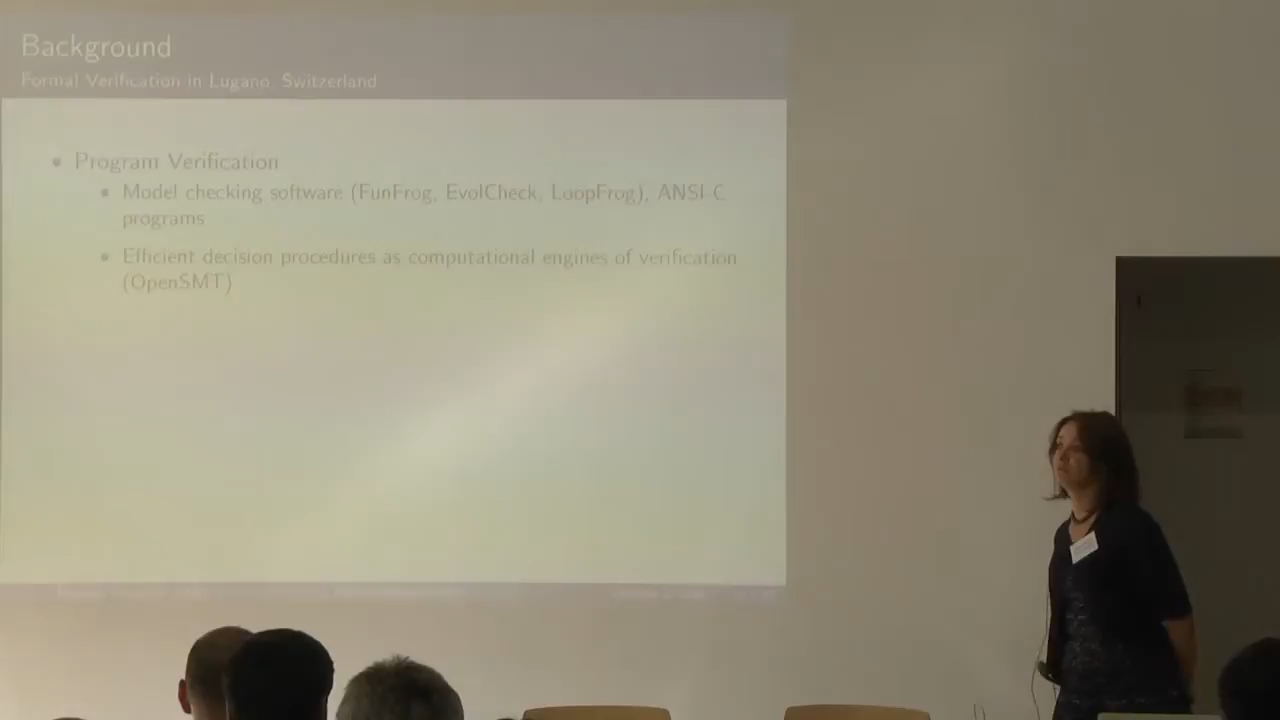 Background
Formal Verification in Lugano, Switzerland
• Program Verification
• Model checking software (FunFrog, EvolCheck, LoopFrog), ANSI-C
programs
• Efficient decision procedures as computational engines of verification
(OpenSMT)